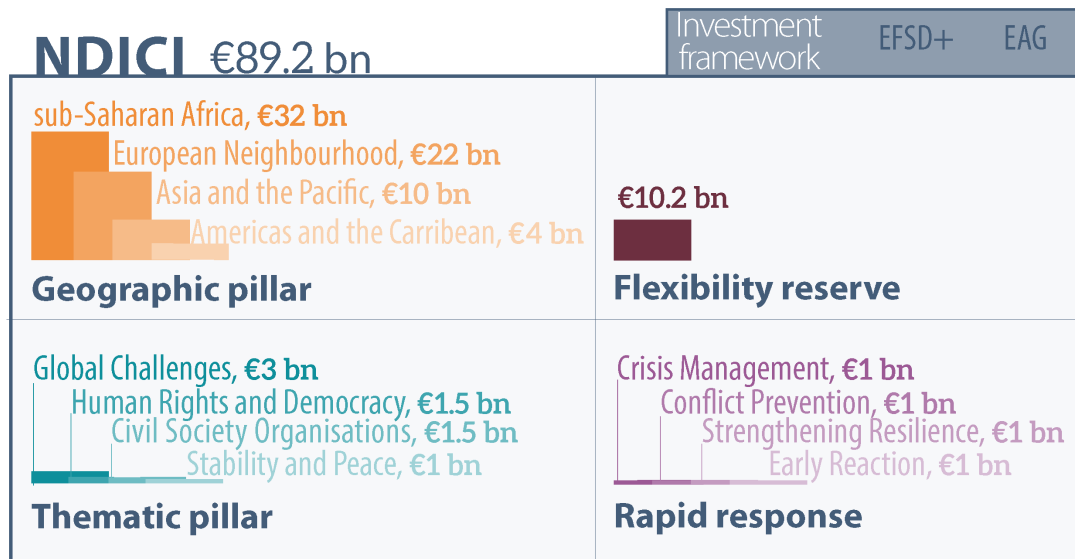 NDICI €89.2 bn
Investment
framework
EFSD+
EAG
sub-Saharan Africa, €32 bn
European Neighbourhood, €22 bn
Asia and the Pacific, €10 bn
Americas and the Carribean, €4 bn
Geographic pillar
€10.2 bn
Flexibility reserve
Global Challenges, €3 bn
Human Rights and Democracy, €1.5 bn
Civil Society Organisations, €1.5 bn
Stability and Peace, €1 bn
Thematic pillar
Crisis Management, €1 bn
Conflict Prevention, €1 bn
Strengthening Resilience, €1 bn
Early Reaction, €1 bn
Rapid response